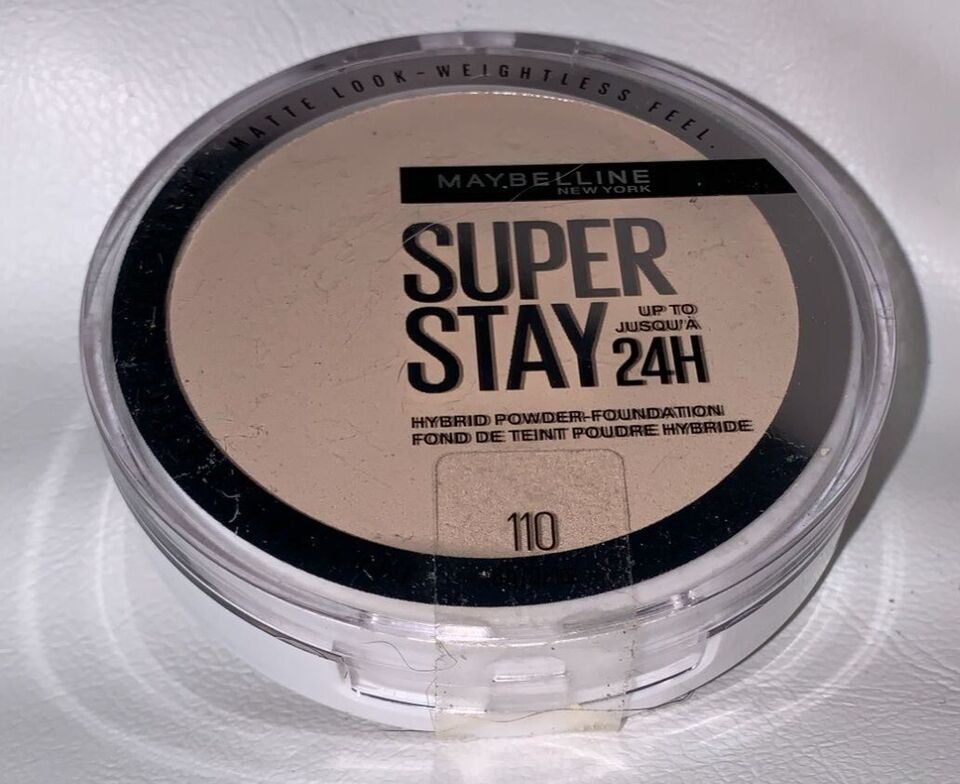 MATTE LOOK-WEIGHTLESS FEEL.
MAYBELLINE
NEW YORK
SUPER
STAY
UP TO
JUSQU'À
24H
HYBRID POWDER-FOUNDATION
FOND DE TEINT POUDRE HYBRIDE
110